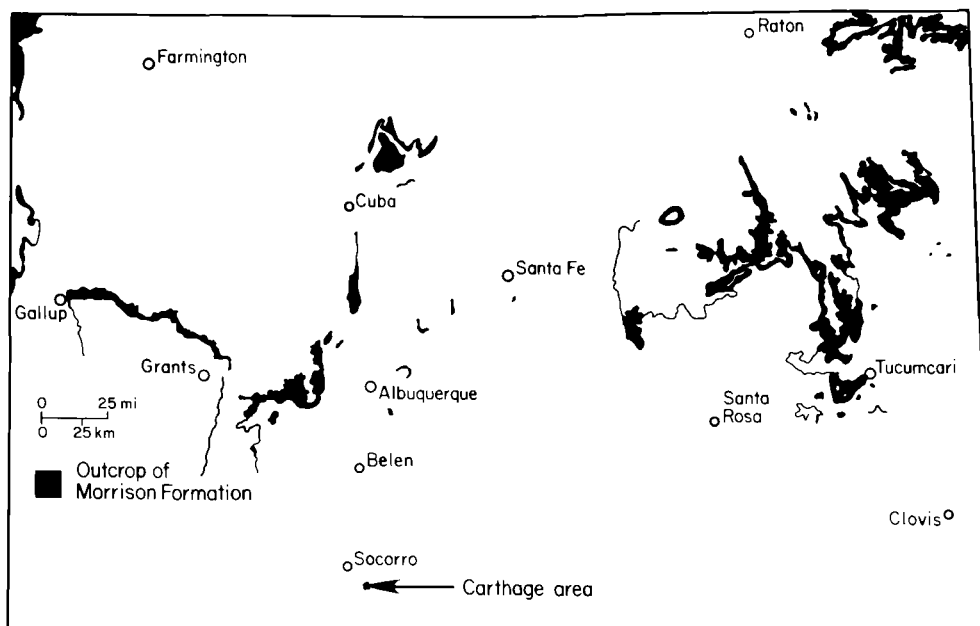 Raton
Farmington
Cuba
Santa Fe
Gallup
Grants
Tucumcari
Albuquerque
0 25 mi
0 25 km
Santa
Rosa
Belen
Outcrop of
Morrison Formation
Clovis
Socorro
Carthage area